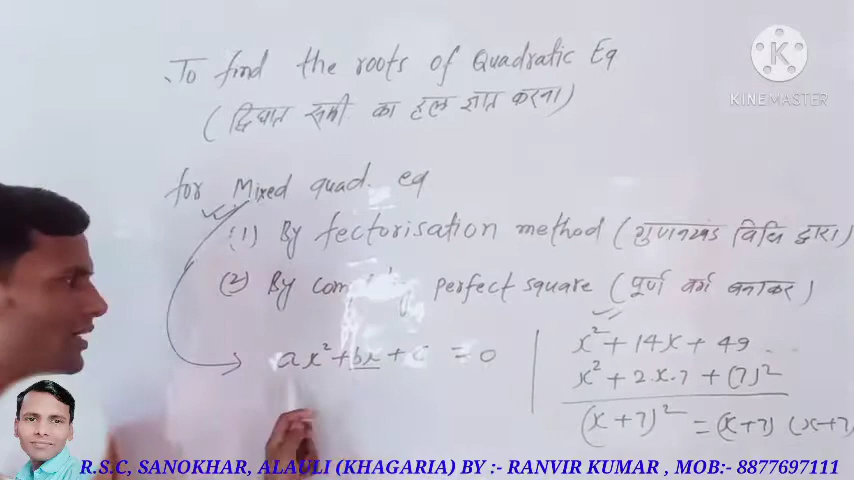 To find the roots of Quadratic Eq
(द्विघात समी का हल ज्ञात करना)
KINEMASTER
for Mixed quad. eq
(1) By fectorisation method (गुणनखंड विधि द्वारा)
(2) By perfect square (पूर्ण वर्ग बनाकर)
ax² + bx + c = 0
x² + 14x + 49
x² + 2.x.7 + (7)²
(x + 7)² = (x+7) (x+7)
R.S.C, SANOKHAR, ALAULI (KHAGARIA) BY :- RANVIR KUMAR , MOB:- 8877697111